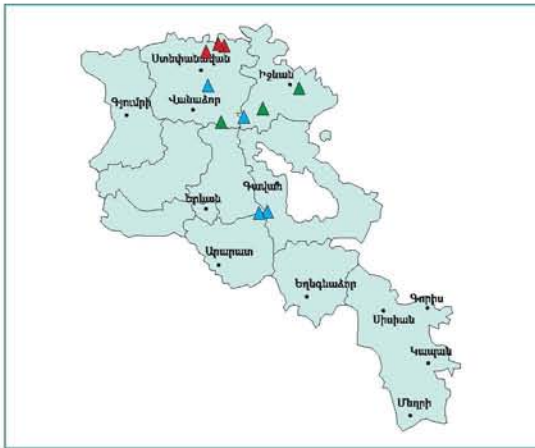 Ստեփանավան
Իջևան
Գյումրի
Վանաձոր
Գավառ
Երևան
Արարատ
Եղեգնաձոր
Գորիս
Սիսիան
Կապան
Մեղրի